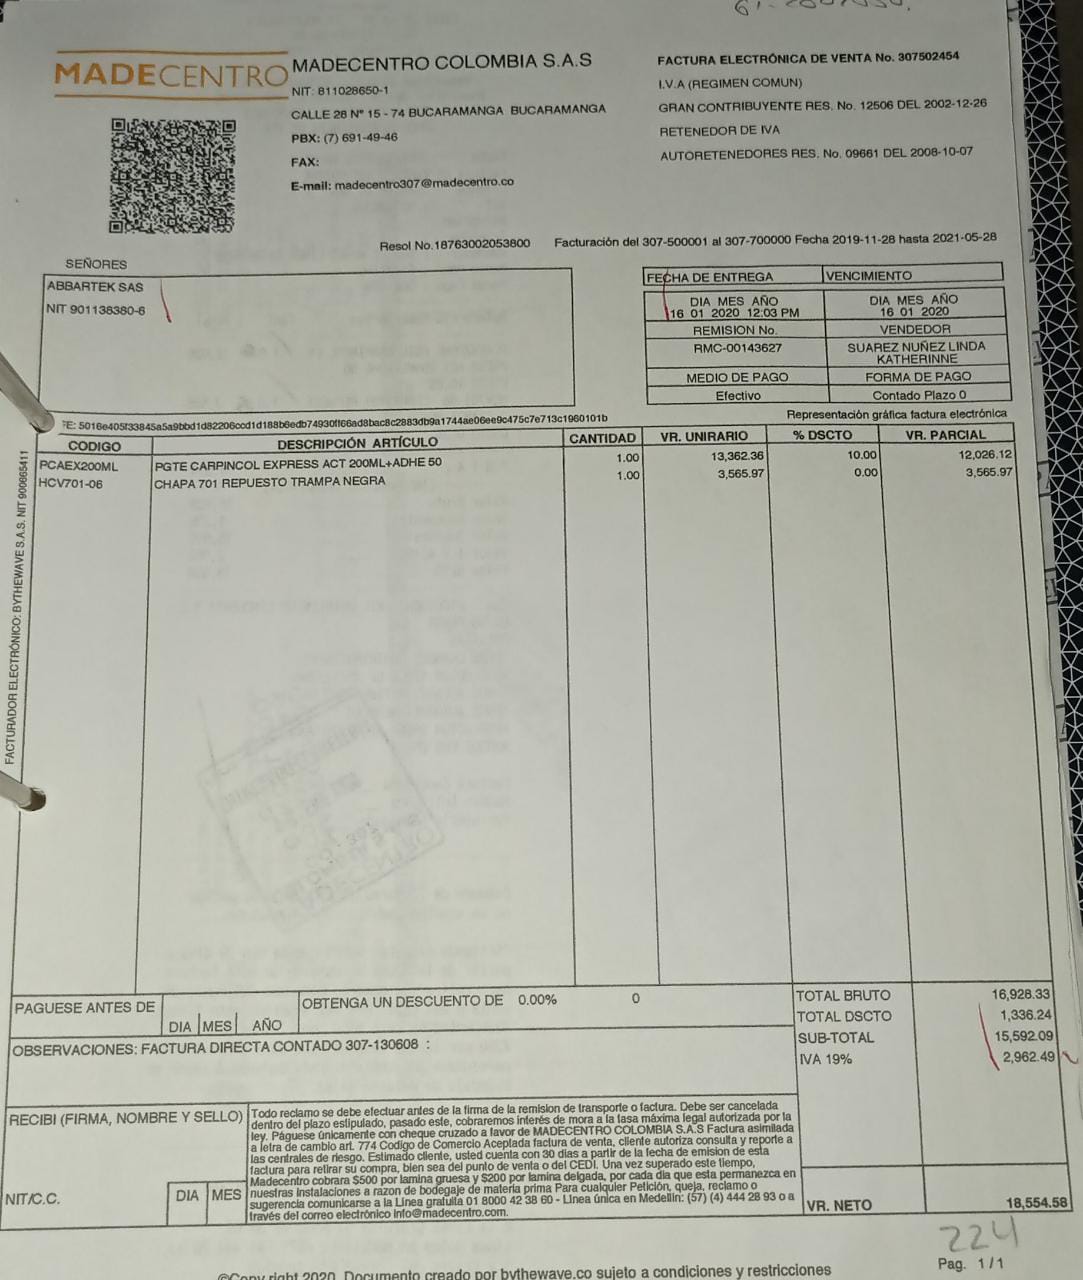 MADECENTRO
MADECENTRO COLOMBIA S.A.S
NIT: 811028650-1
CALLE 28 Nº 15 - 74 BUCARAMANGA BUCARAMANGA
PBX: (7) 691-49-46
FAX:
E-mail: madecentro307@madecentro.co
FACTURA ELECTRÓNICA DE VENTA No. 307502454
I.V.A (REGIMEN COMUN)
GRAN CONTRIBUYENTE RES. No. 12506 DEL 2002-12-26
RETENEDOR DE IVA
AUTORETENEDORES RES. No. 09661 DEL 2008-10-07
Resol No.18763002053800 Facturación del 307-500001 al 307-700000 Fecha 2019-11-28 hasta 2021-05-28
SEÑORES
ABBARTEK SAS
NIT 901136380-6
FECHA DE ENTREGA VENCIMIENTO
DIA MES AÑO DIA MES AÑO
16 01 2020 12:03 PM 16 01 2020
REMISION No. VENDEDOR
RMC-00143627 SUAREZ NUÑEZ LINDA
KATHERINNE
MEDIO DE PAGO FORMA DE PAGO
Efectivo Contado Plazo 0
FE: 5016e405f33845a5a9bbd1d82206ccd1d188b6edb74930ff66ad8bac8c2883db9a1744ae06ee9c475c7e713c1960101b
Representación gráfica factura electrónica
CODIGO DESCRIPCIÓN ARTÍCULO CANTIDAD VR. UNIRARIO % DSCTO VR. PARCIAL
PCAEX200ML PGTE CARPINCOL EXPRESS ACT 200ML+ADHE 50 1.00 13,362.36 10.00 12,026.12
HCV701-06 CHAPA 701 REPUESTO TRAMPA NEGRA 1.00 3,565.97 0.00 3,565.97
FACTURADOR ELECTRÓNICO: BYTHEWAVE S.A.S. NIT 900665411
PAGUESE ANTES DE
DIA MES AÑO
OBTENGA UN DESCUENTO DE 0.00% 0
TOTAL BRUTO 16,928.33
TOTAL DSCTO 1,336.24
SUB-TOTAL 15,592.09
IVA 19% 2,962.49
OBSERVACIONES: FACTURA DIRECTA CONTADO 307-130608 :
RECIBI (FIRMA, NOMBRE Y SELLO)
Todo reclamo se debe efectuar antes de la firma de la remision de transporte o factura. Debe ser cancelada
dentro del plazo estipulado, pasado este, cobraremos interés de mora a la tasa máxima legal autorizada por la
ley. Páguese únicamente con cheque cruzado a favor de MADECENTRO COLOMBIA S.A.S Factura asimilada
a letra de cambio art. 774 Codigo de Comercio Aceptada factura de venta, cliente autoriza consulta y reporte a
las centrales de riesgo. Estimado cliente, usted cuenta con 30 dias a partir de la fecha de emision de esta
factura para retirar su compra, bien sea del punto de venta o del CEDI. Una vez superado este tiempo,
Madecentro cobrara $500 por lamina gruesa y $200 por lamina delgada, por cada dia que esta permanezca en
nuestras instalaciones a razon de bodegaje de materia prima Para cualquier Petición, queja, reclamo o
sugerencia comunicarse a la Linea gratuita 01 8000 42 38 60 - Linea única en Medellin: (57) (4) 444 28 93 o a
través del correo electrónico info@madecentro.com.
NIT/C.C.
DIA MES
VR. NETO 18,554.58
224
Pag. 1 / 1
©Copy right 2020. Documento creado por bythewave.co sujeto a condiciones y restricciones